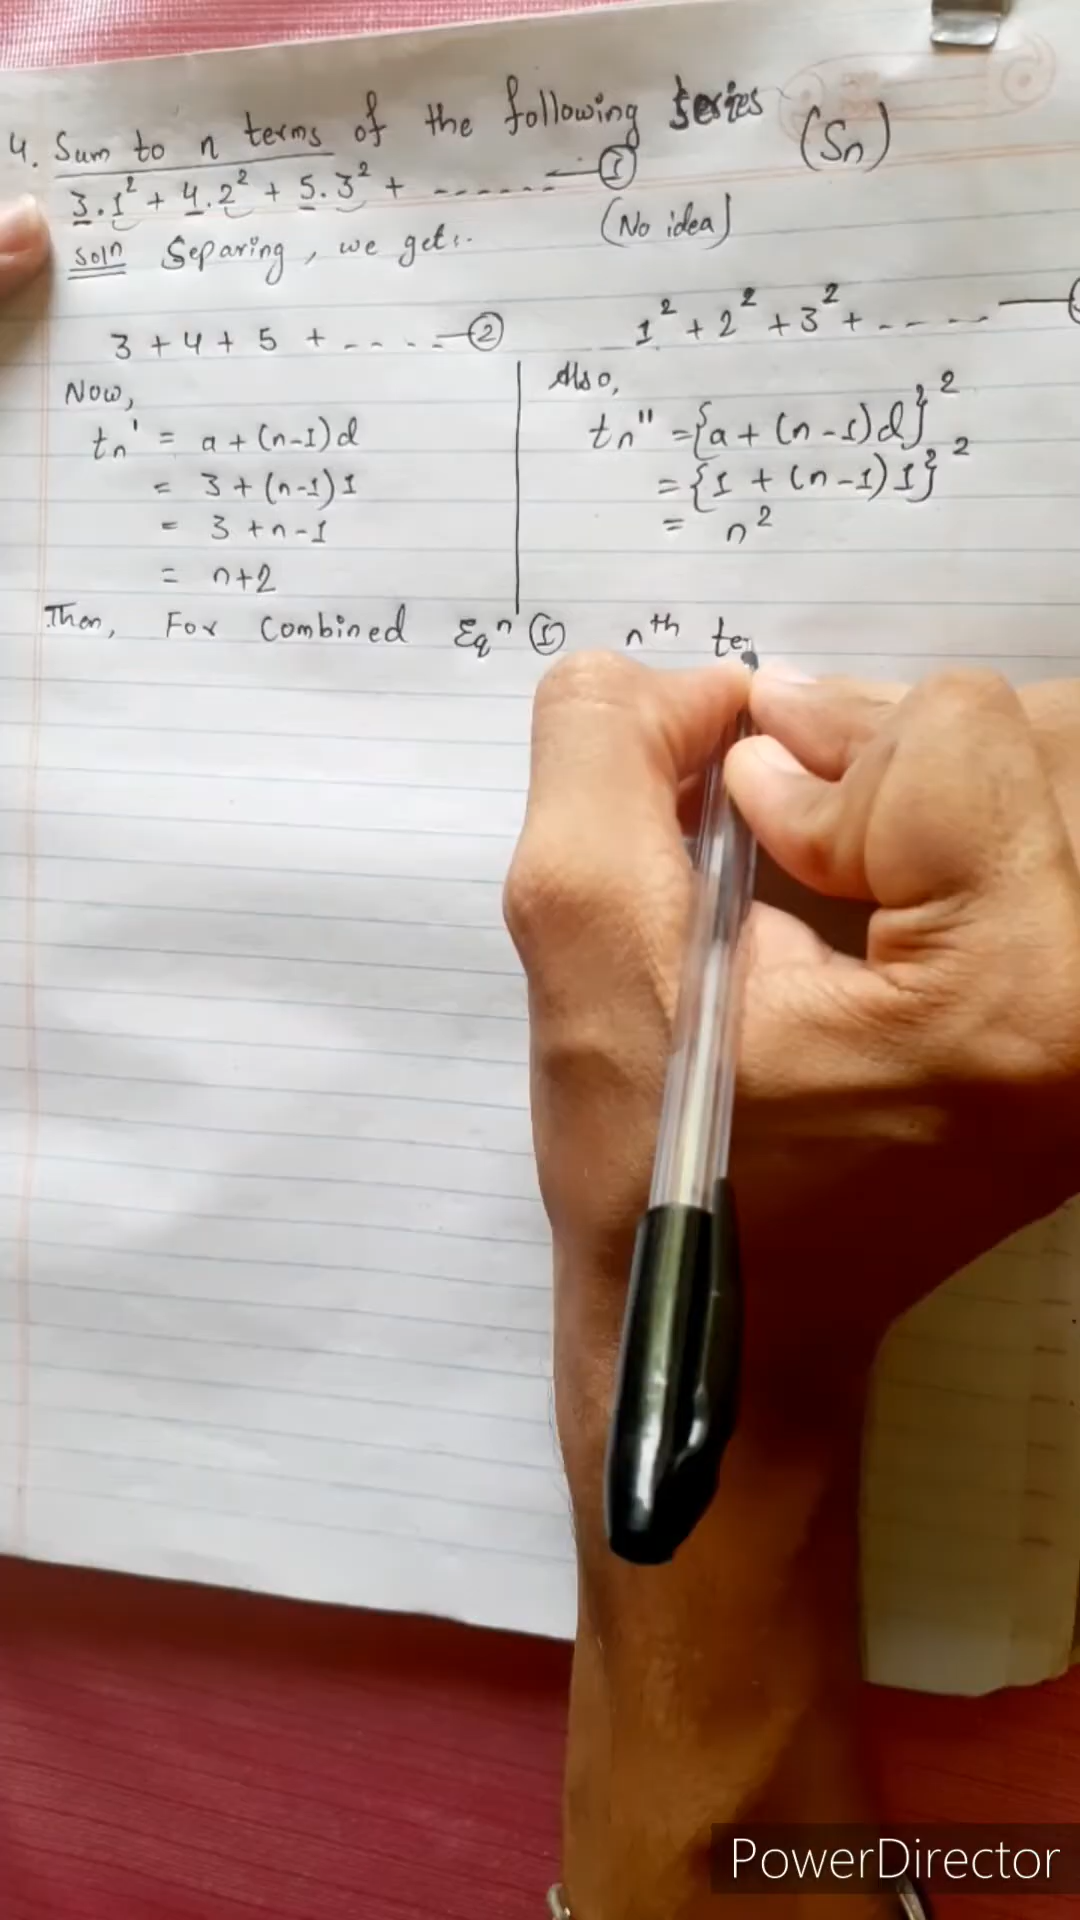 4. Sum to n terms of the following series (Sn)
3.1² + 4.2² + 5.3² + ------ ①
(No idea)
Soln Separing, we get:.
3 + 4 + 5 + ---- ②
1² + 2² + 3² + -----
Now,
tn' = a + (n-1)d
= 3 + (n-1)1
= 3 + n - 1
= n+2
Also,
tn" = {a + (n-1)d}²
= {1 + (n-1)1}²
= n²
Then, For Combined Eqⁿ ① nᵗʰ te
PowerDirector